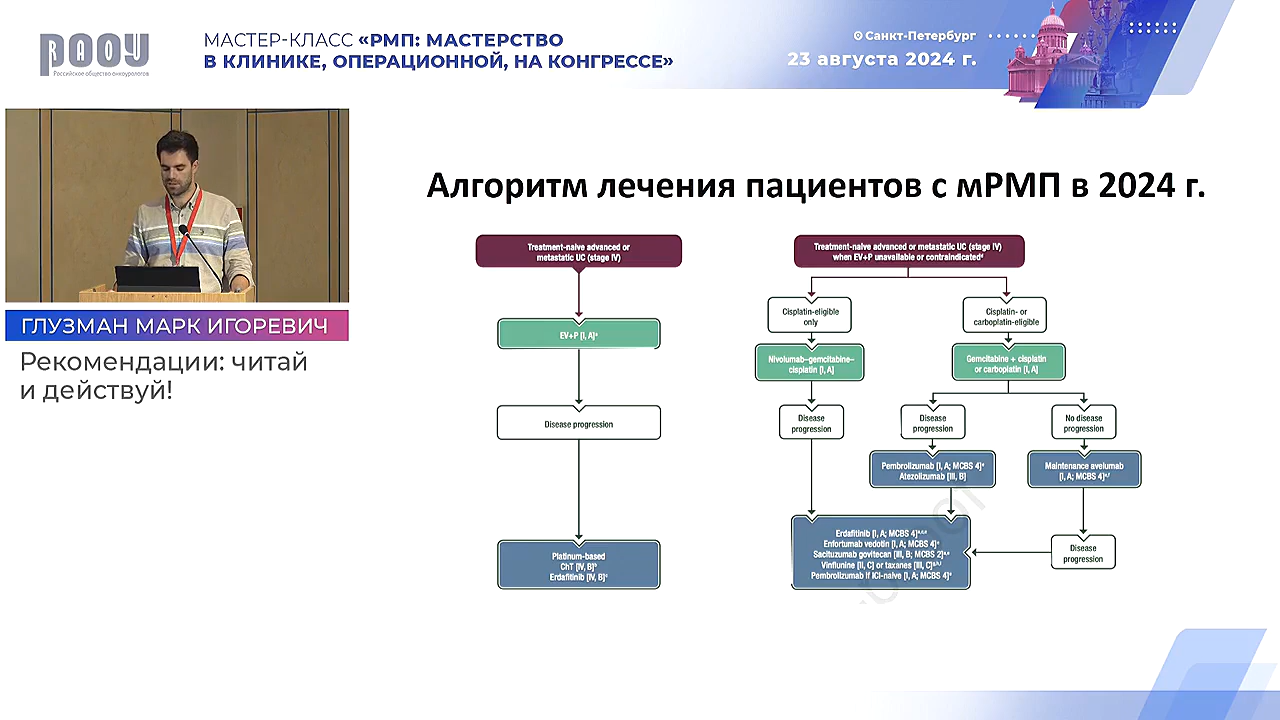 РАОУ
Российское общество онкоурологов
МАСТЕР-КЛАСС «РМП: МАСТЕРСТВО
В КЛИНИКЕ, ОПЕРАЦИОННОЙ, НА КОНГРЕССЕ»
Санкт-Петербург
23 августа 2024 г.
ГЛУЗМАН МАРК ИГОРЕВИЧ
Рекомендации: читай
и действуй!
Алгоритм лечения пациентов с мРМП в 2024 г.
Treatment-naive advanced or
metastatic UC (stage IV)
EV+P [I, A]ᵃ
Disease progression
Platinum-based
ChT [IV, B]ᵇ
Erdafitinib [IV, B]ᶜ
Treatment-naive advanced or metastatic UC (stage IV)
when EV+P unavailable or contraindicatedᵈ
Cisplatin-eligible
only
Nivolumab–gemcitabine–
cisplatin [I, A]
Disease
progression
Cisplatin- or
carboplatin-eligible
Gemcitabine + cisplatin
or carboplatin [I, A]
Disease
progression
No disease
progression
Pembrolizumab [I, A; MCBS 4]ᵉ
Atezolizumab [III, B]
Maintenance avelumab
[I, A; MCBS 4]
Disease
progression
Erdafitinib [I, A; MCBS 4]
Enfortumab vedotin [I, A; MCBS 4]ᵉ
Sacituzumab govitecan [III, B; MCBS 2]
Vinflunine [II, C] or taxanes [III, C]
Pembrolizumab if ICI-naive [I, A; MCBS 4]ᵉ